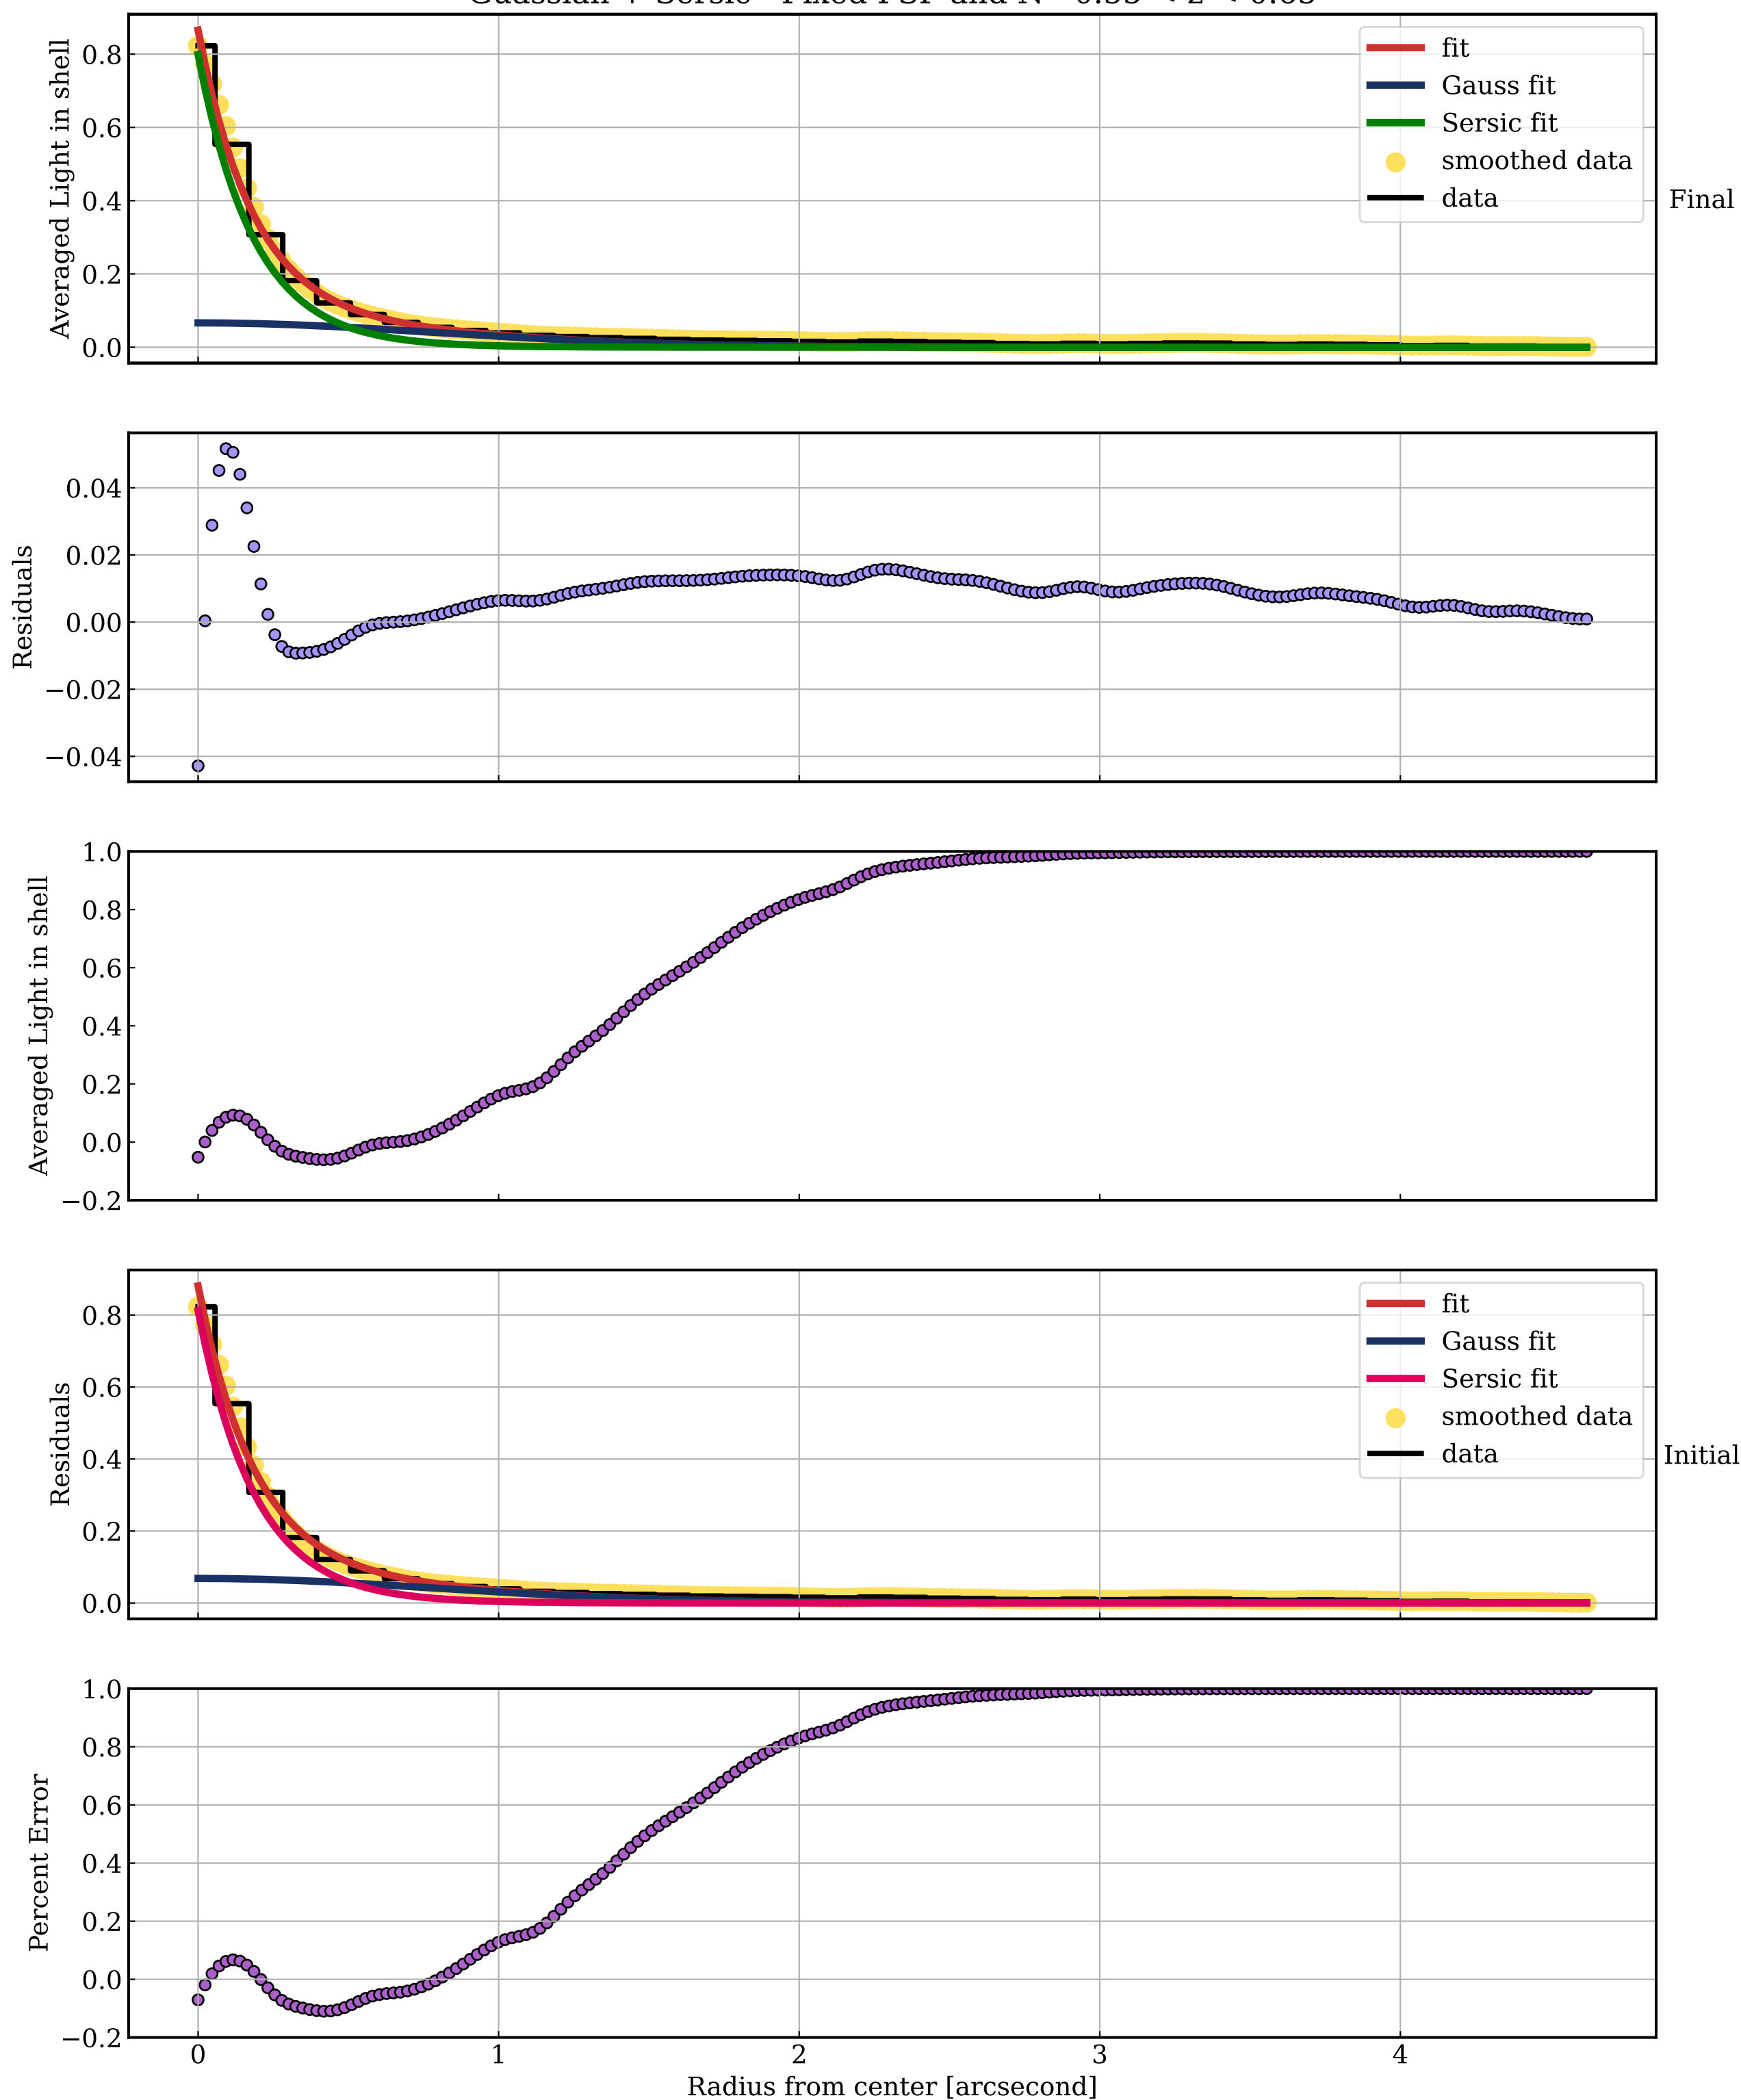 fit
Gauss fit
Sersic fit
smoothed data
data
Averaged Light in shell
0.8
0.6
0.4
0.2
0.0
Final
Residuals
0.04
0.02
0.00
−0.02
−0.04
Averaged Light in shell
1.0
0.8
0.6
0.4
0.2
0.0
−0.2
fit
Gauss fit
Sersic fit
smoothed data
data
Residuals
0.8
0.6
0.4
0.2
0.0
Initial
Percent Error
1.0
0.8
0.6
0.4
0.2
0.0
−0.2
0 1 2 3 4
Radius from center [arcsecond]